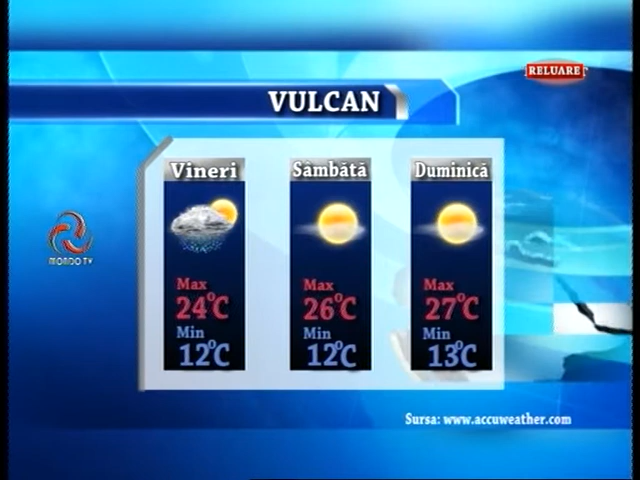 RELUARE
VULCAN
Vineri
Sâmbătă
Duminică
Max
24°C
Min
12°C
Max
26°C
Min
12°C
Max
27°C
Min
13°C
MONDO TV
Sursa: www.accuweather.com